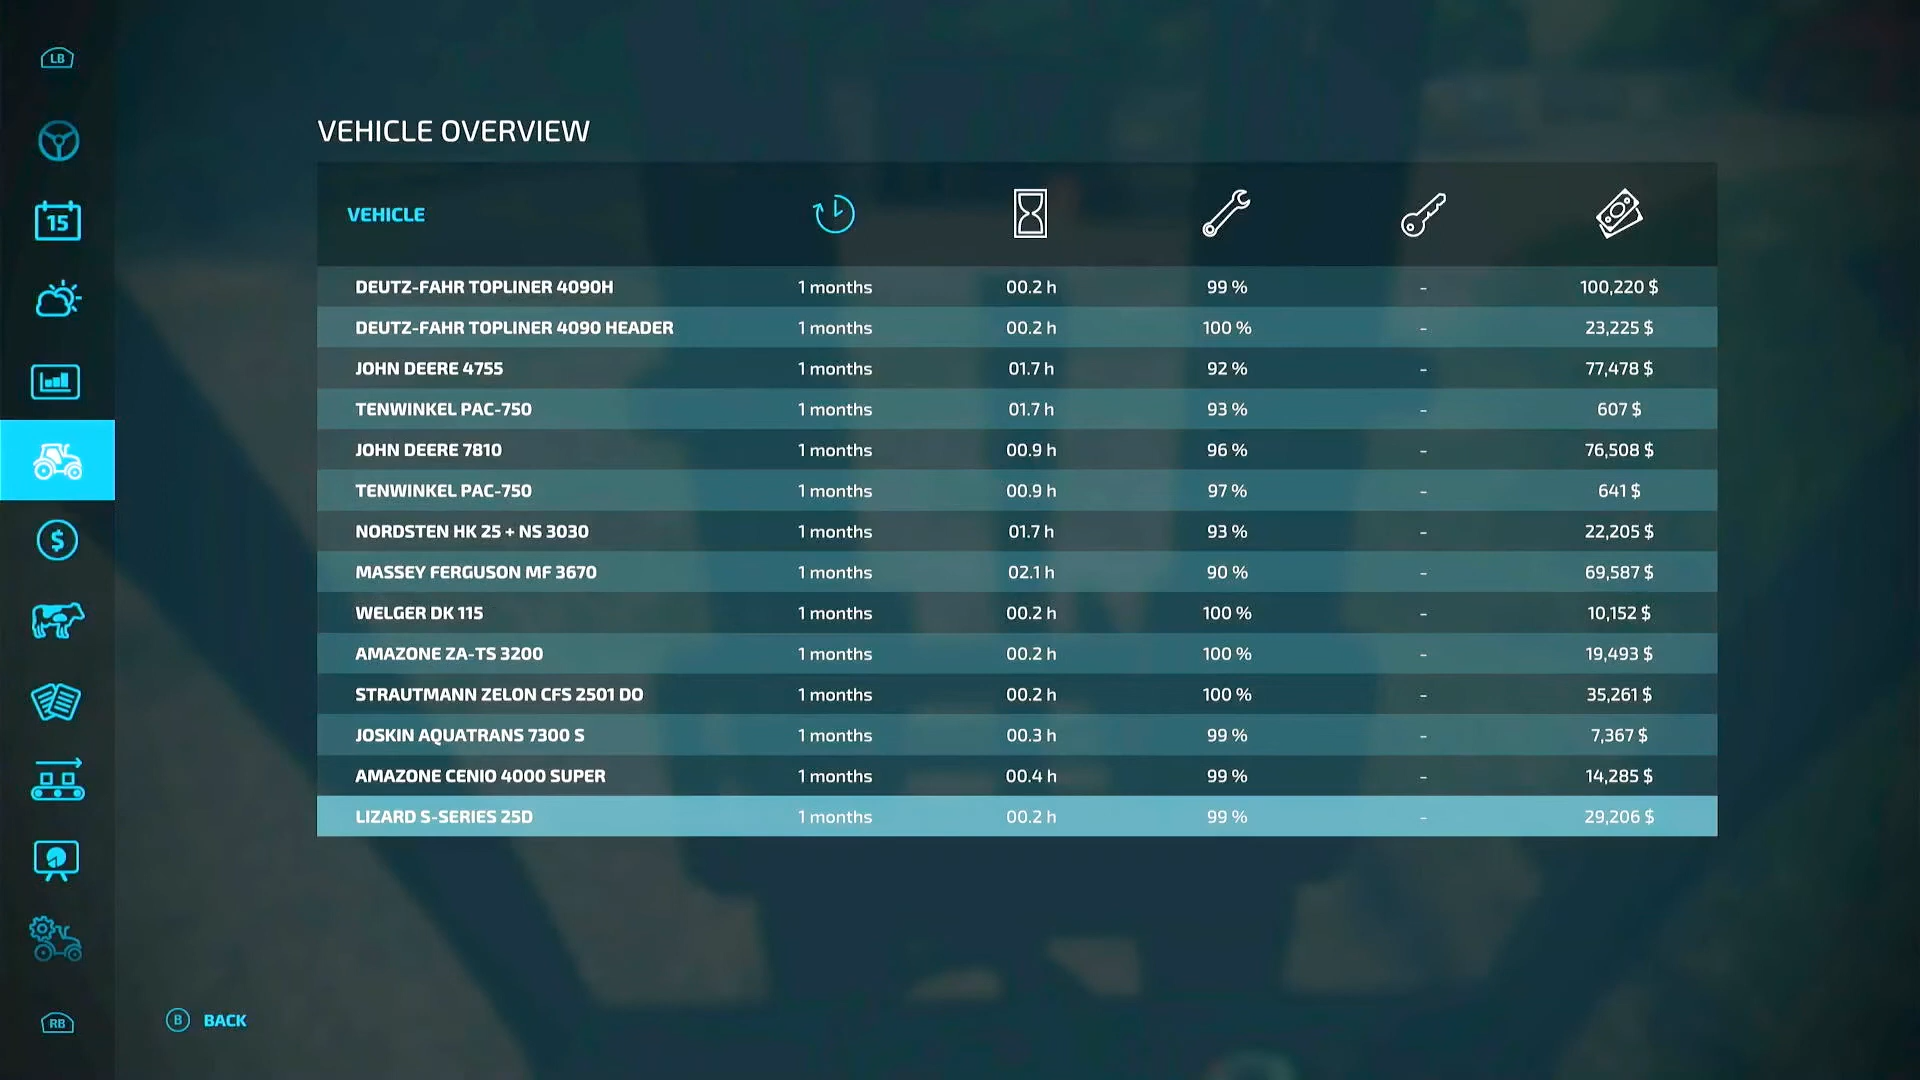 LB
15
VEHICLE OVERVIEW
VEHICLE
DEUTZ-FAHR TOPLINER 4090H 1 months 00.2 h 99 % - 100,220 $
DEUTZ-FAHR TOPLINER 4090 HEADER 1 months 00.2 h 100 % - 23,225 $
JOHN DEERE 4755 1 months 01.7 h 92 % - 77,478 $
TENWINKEL PAC-750 1 months 01.7 h 93 % - 607 $
JOHN DEERE 7810 1 months 00.9 h 96 % - 76,508 $
TENWINKEL PAC-750 1 months 00.9 h 97 % - 641 $
NORDSTEN HK 25 + NS 3030 1 months 01.7 h 93 % - 22,205 $
MASSEY FERGUSON MF 3670 1 months 02.1 h 90 % - 69,587 $
WELGER DK 115 1 months 00.2 h 100 % - 10,152 $
AMAZONE ZA-TS 3200 1 months 00.2 h 100 % - 19,493 $
STRAUTMANN ZELON CFS 2501 DO 1 months 00.2 h 100 % - 35,261 $
JOSKIN AQUATRANS 7300 S 1 months 00.3 h 99 % - 7,367 $
AMAZONE CENIO 4000 SUPER 1 months 00.4 h 99 % - 14,285 $
LIZARD S-SERIES 25D 1 months 00.2 h 99 % - 29,206 $
$
RB
B BACK